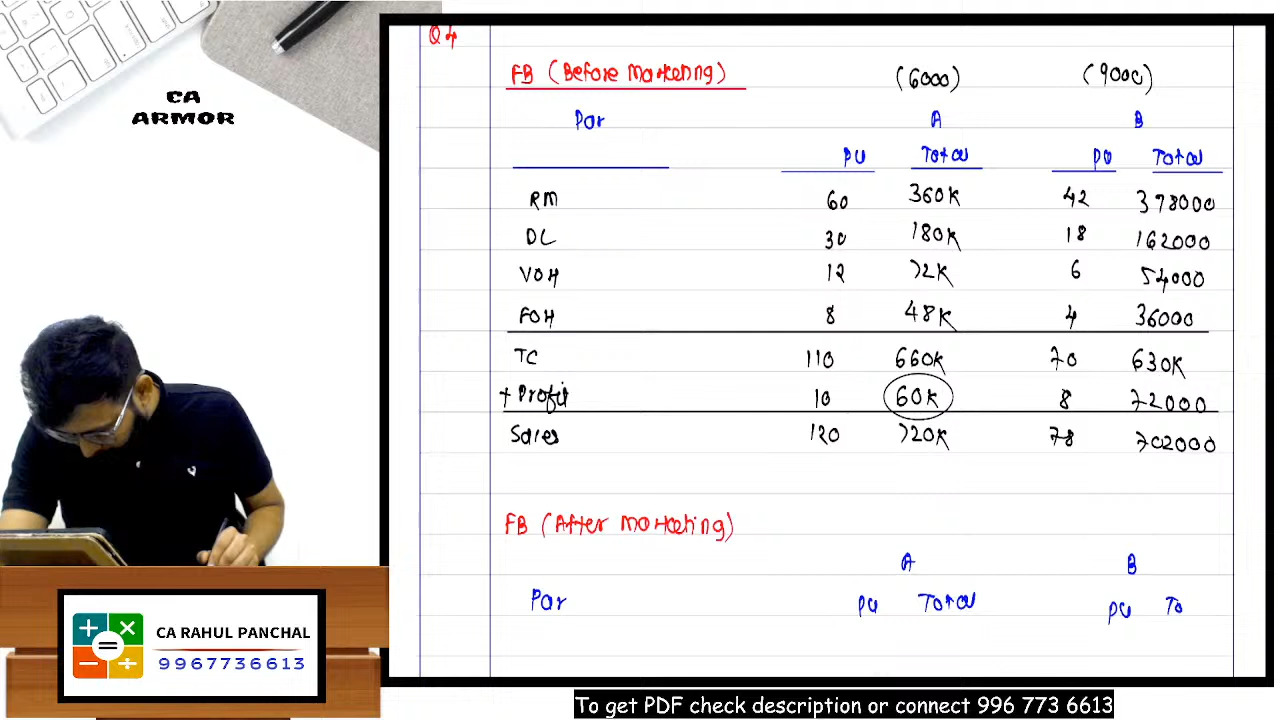 CA
ARMOR
+ ×
=
− ÷
CA RAHUL PANCHAL
9967736613
Q4
FB (Before Marketing) (6000) (9000)
Par A B
PU Total PU Total
RM 60 360K 42 378000
DL 30 180K 18 162000
VOH 12 72K 6 54000
FOH 8 48K 4 36000
TC 110 660K 70 630K
+ Profit 10 60K 8 72000
Sales 120 720K 78 702000
FB (After Marketing)
A B
Par PU Total PU To
To get PDF check description or connect 996 773 6613